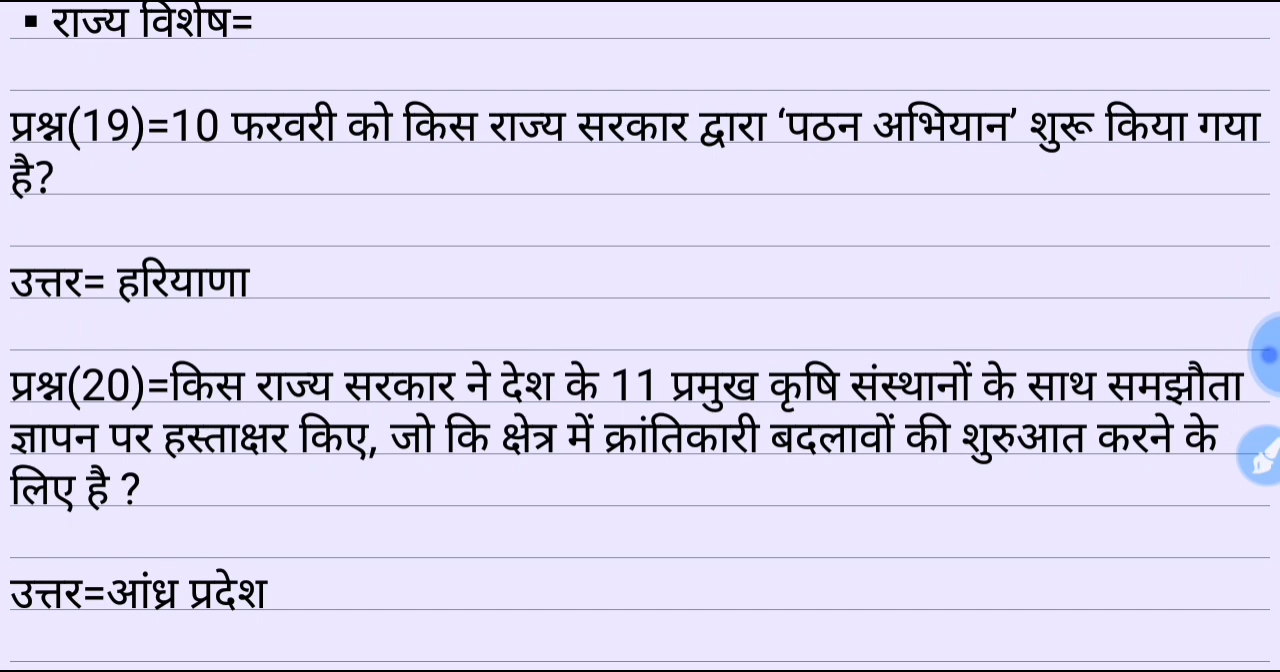 ▪ राज्य विशेष=
प्रश्न(19)=10 फरवरी को किस राज्य सरकार द्वारा ‘पठन अभियान’ शुरू किया गया
है?
उत्तर= हरियाणा
प्रश्न(20)=किस राज्य सरकार ने देश के 11 प्रमुख कृषि संस्थानों के साथ समझौता
ज्ञापन पर हस्ताक्षर किए, जो कि क्षेत्र में क्रांतिकारी बदलावों की शुरुआत करने के
लिए है ?
उत्तर=आंध्र प्रदेश